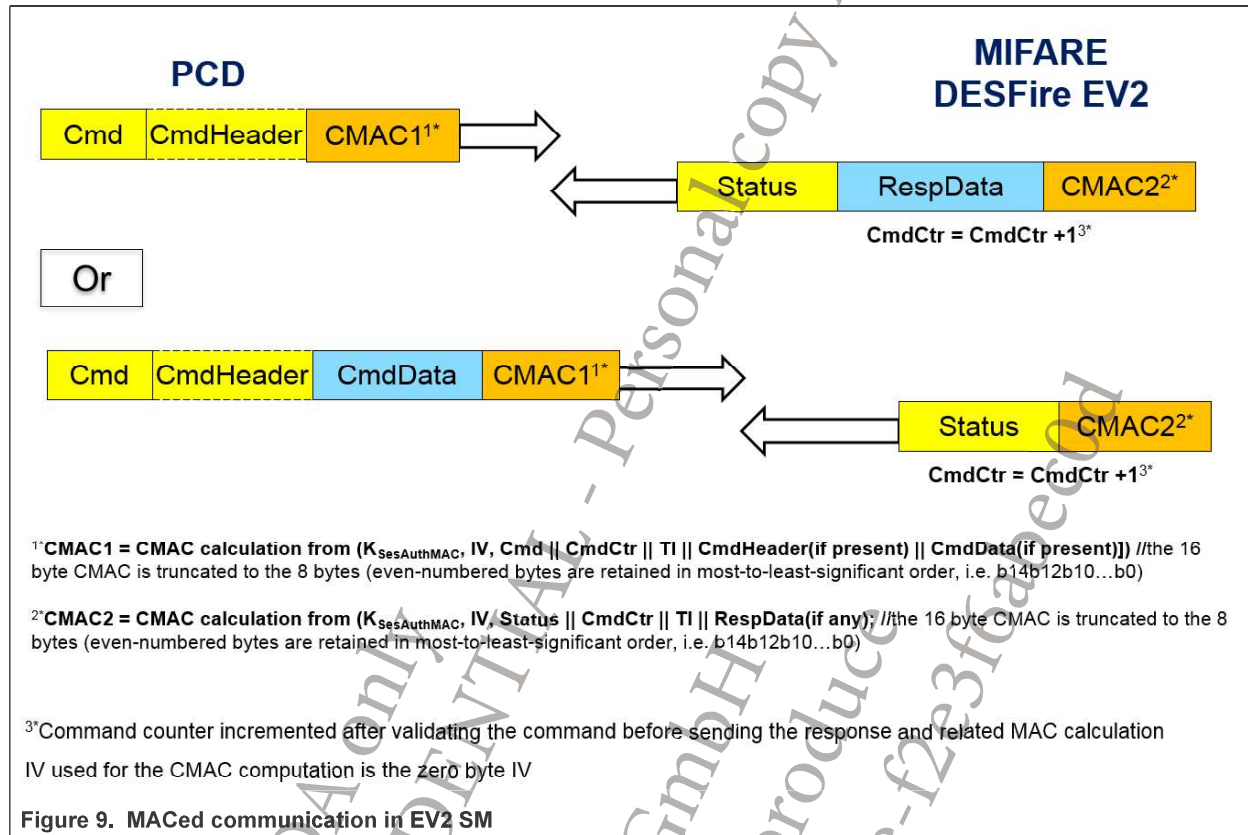 PCD
MIFARE
DESFire EV2
Cmd CmdHeader CMAC1¹*
Status RespData CMAC2²*
CmdCtr = CmdCtr +1³*
Or
Cmd CmdHeader CmdData CMAC1¹*
Status CMAC2²*
CmdCtr = CmdCtr +1³*
¹*CMAC1 = CMAC calculation from (KSesAuthMAC, IV, Cmd || CmdCtr || TI || CmdHeader(if present) || CmdData(if present)]) //the 16
byte CMAC is truncated to the 8 bytes (even-numbered bytes are retained in most-to-least-significant order, i.e. b14b12b10...b0)
²*CMAC2 = CMAC calculation from (KSesAuthMAC, IV, Status || CmdCtr || TI || RespData(if any); //the 16 byte CMAC is truncated to the 8
bytes (even-numbered bytes are retained in most-to-least-significant order, i.e. b14b12b10...b0)
³*Command counter incremented after validating the command before sending the response and related MAC calculation
IV used for the CMAC computation is the zero byte IV
Figure 9. MACed communication in EV2 SM
only
- Personal copy
GmbH